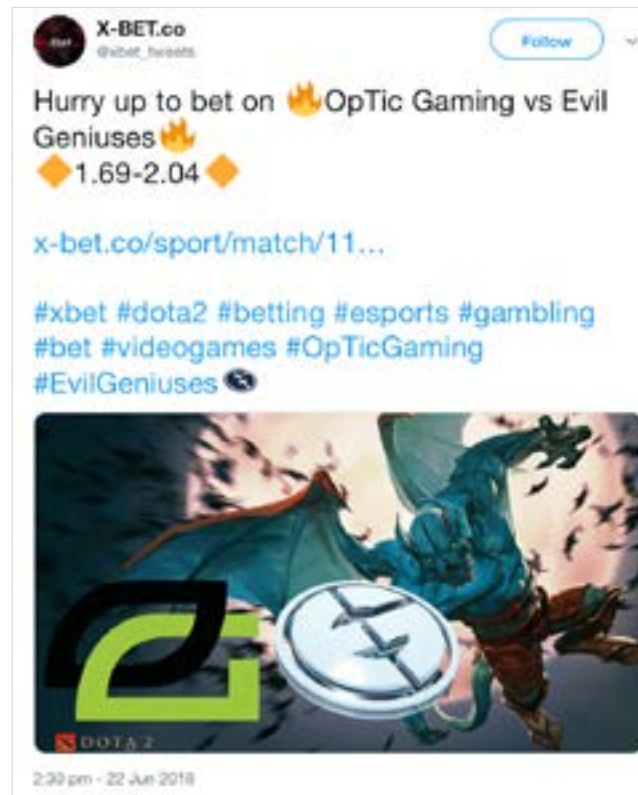 X-BET.co
@xbet_tweets
Follow
Hurry up to bet on 🔥OpTic Gaming vs Evil
Geniuses🔥
🔶1.69-2.04🔶
x-bet.co/sport/match/11...
#xbet #dota2 #betting #esports #gambling
#bet #videogames #OpTicGaming
#EvilGeniuses
DOTA 2
2:30 pm - 22 Jun 2018